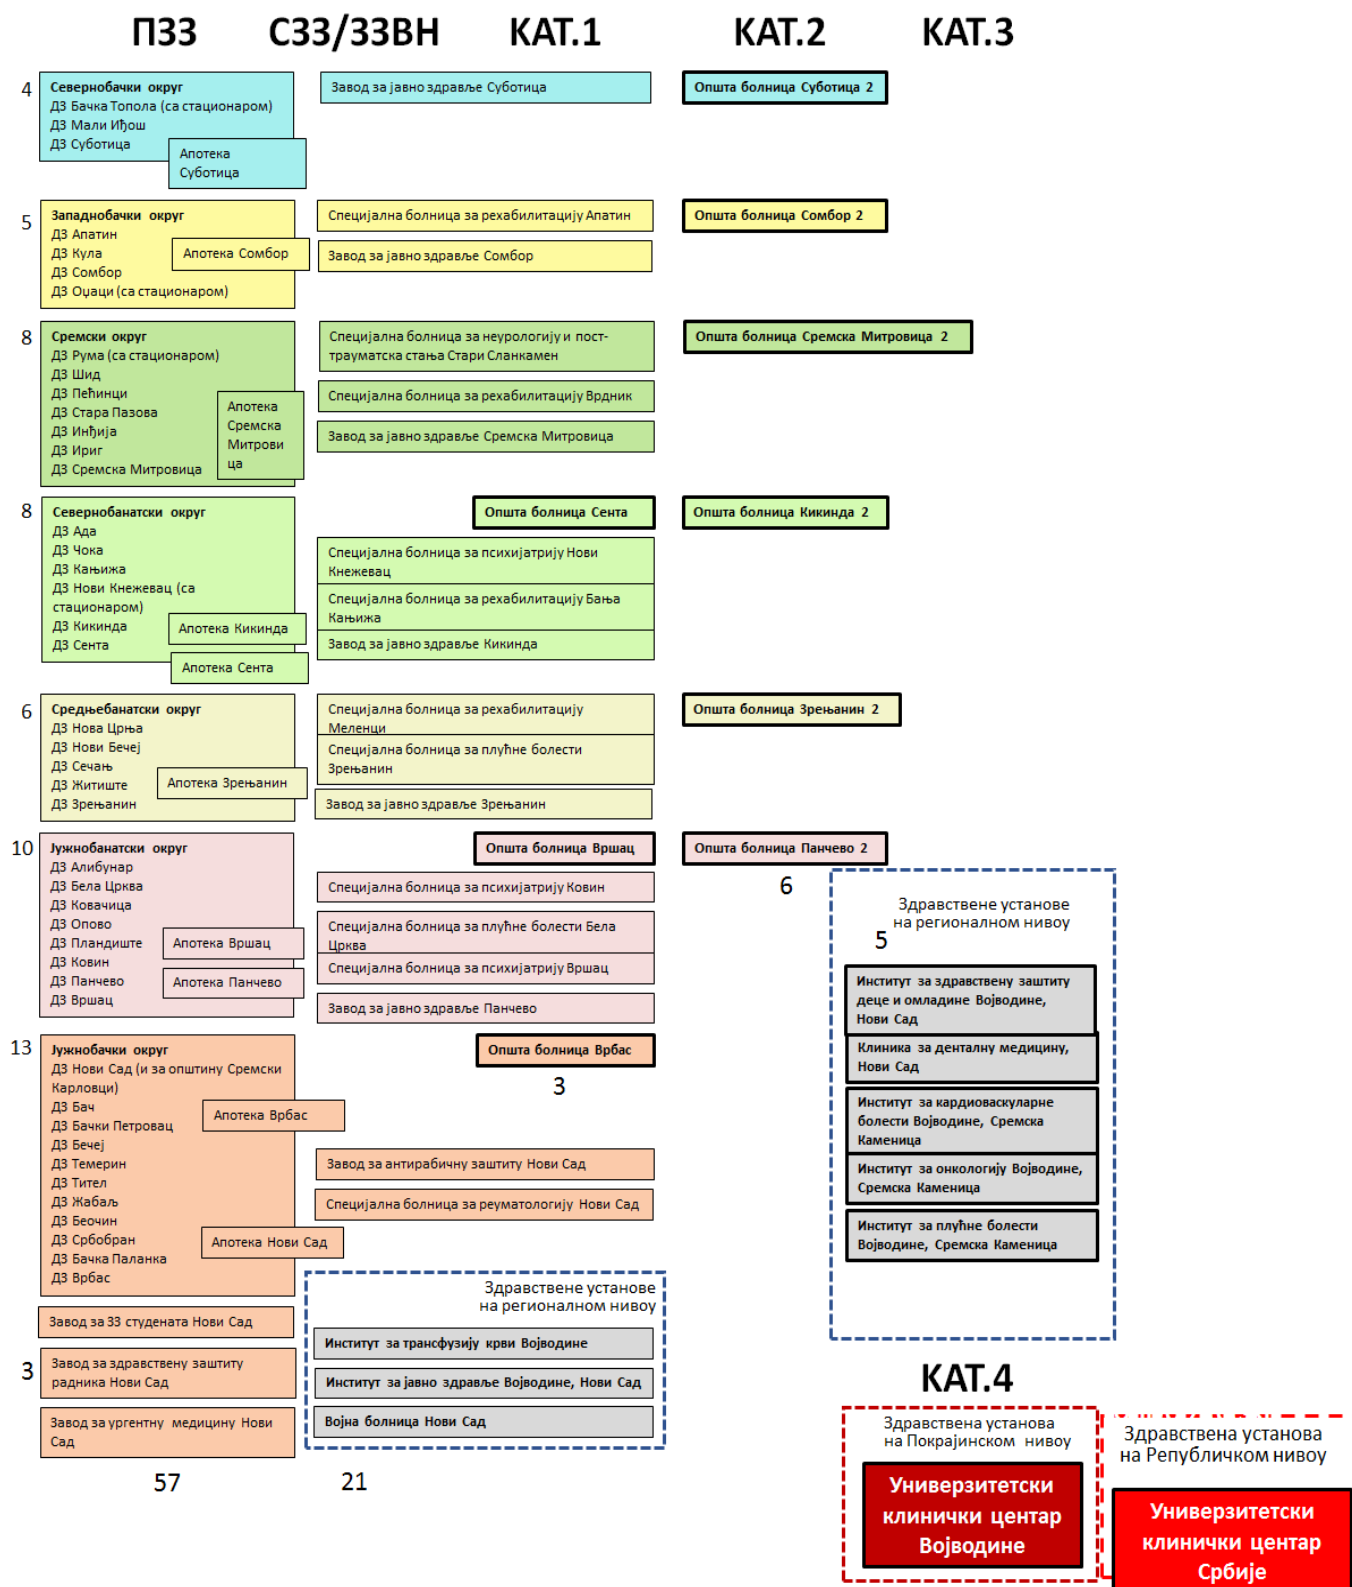 ПЗЗ СЗЗ/ЗЗВН КАТ.1 КАТ.2 КАТ.3
4
Севернобачки округ
ДЗ Бачка Топола (са стационаром)
ДЗ Мали Иђош
ДЗ Суботица
Апотека
Суботица
Завод за јавно здравље Суботица
Општа болница Суботица 2
5
Западнобачки округ
ДЗ Апатин
ДЗ Кула
ДЗ Сомбор
ДЗ Оџаци (са стационаром)
Апотека Сомбор
Специјална болница за рехабилитацију Апатин
Завод за јавно здравље Сомбор
Општа болница Сомбор 2
8
Сремски округ
ДЗ Рума (са стационаром)
ДЗ Шид
ДЗ Пећинци
ДЗ Стара Пазова
ДЗ Инђија
ДЗ Ириг
ДЗ Сремска Митровица
Апотека
Сремска
Митрови
ца
Специјална болница за неурологију и пост-
трауматска стања Стари Сланкамен
Специјална болница за рехабилитацију Врдник
Завод за јавно здравље Сремска Митровица
Општа болница Сремска Митровица 2
8
Севернобанатски округ
ДЗ Ада
ДЗ Чока
ДЗ Кањижа
ДЗ Нови Кнежевац (са
стационаром)
ДЗ Кикинда
ДЗ Сента
Апотека Кикинда
Апотека Сента
Општа болница Сента
Специјална болница за психијатрију Нови
Кнежевац
Специјална болница за рехабилитацију Бања
Кањижа
Завод за јавно здравље Кикинда
Општа болница Кикинда 2
6
Средњебанатски округ
ДЗ Нова Црња
ДЗ Нови Бечеј
ДЗ Сечањ
ДЗ Житиште
ДЗ Зрењанин
Апотека Зрењанин
Специјална болница за рехабилитацију
Меленци
Специјална болница за плућне болести
Зрењанин
Завод за јавно здравље Зрењанин
Општа болница Зрењанин 2
10
Јужнобанатски округ
ДЗ Алибунар
ДЗ Бела Црква
ДЗ Ковачица
ДЗ Опово
ДЗ Пландиште
ДЗ Ковин
ДЗ Панчево
ДЗ Вршац
Апотека Вршац
Апотека Панчево
Општа болница Вршац
Специјална болница за психијатрију Ковин
Специјална болница за плућне болести Бела
Црква
Специјална болница за психијатрију Вршац
Завод за јавно здравље Панчево
Општа болница Панчево 2
6
Здравствене установе
на регионалном нивоу
5
Институт за здравствену заштиту
деце и омладине Војводине,
Нови Сад
Клиника за денталну медицину,
Нови Сад
Институт за кардиоваскуларне
болести Војводине, Сремска
Каменица
Институт за онкологију Војводине,
Сремска Каменица
Институт за плућне болести
Војводине, Сремска Каменица
13
Јужнобачки округ
ДЗ Нови Сад (и за општину Сремски
Карловци)
ДЗ Бач
ДЗ Бачки Петровац
ДЗ Бечеј
ДЗ Темерин
ДЗ Тител
ДЗ Жабаљ
ДЗ Беочин
ДЗ Србобран
ДЗ Бачка Паланка
ДЗ Врбас
Апотека Врбас
Апотека Нови Сад
Општа болница Врбас
3
Завод за антирабичну заштиту Нови Сад
Специјална болница за реуматологију Нови Сад
Здравствене установе
на регионалном нивоу
Институт за трансфузију крви Војводине
Институт за јавно здравље Војводине, Нови Сад
Војна болница Нови Сад
3
Завод за ЗЗ студената Нови Сад
Завод за здравствену заштиту
радника Нови Сад
Завод за ургентну медицину Нови
Сад
57
21
КАТ.4
Здравствена установа
на Покрајинском нивоу
Универзитетски
клинички центар
Војводине
Здравствена установа
на Републичком нивоу
Универзитетски
клинички центар
Србије